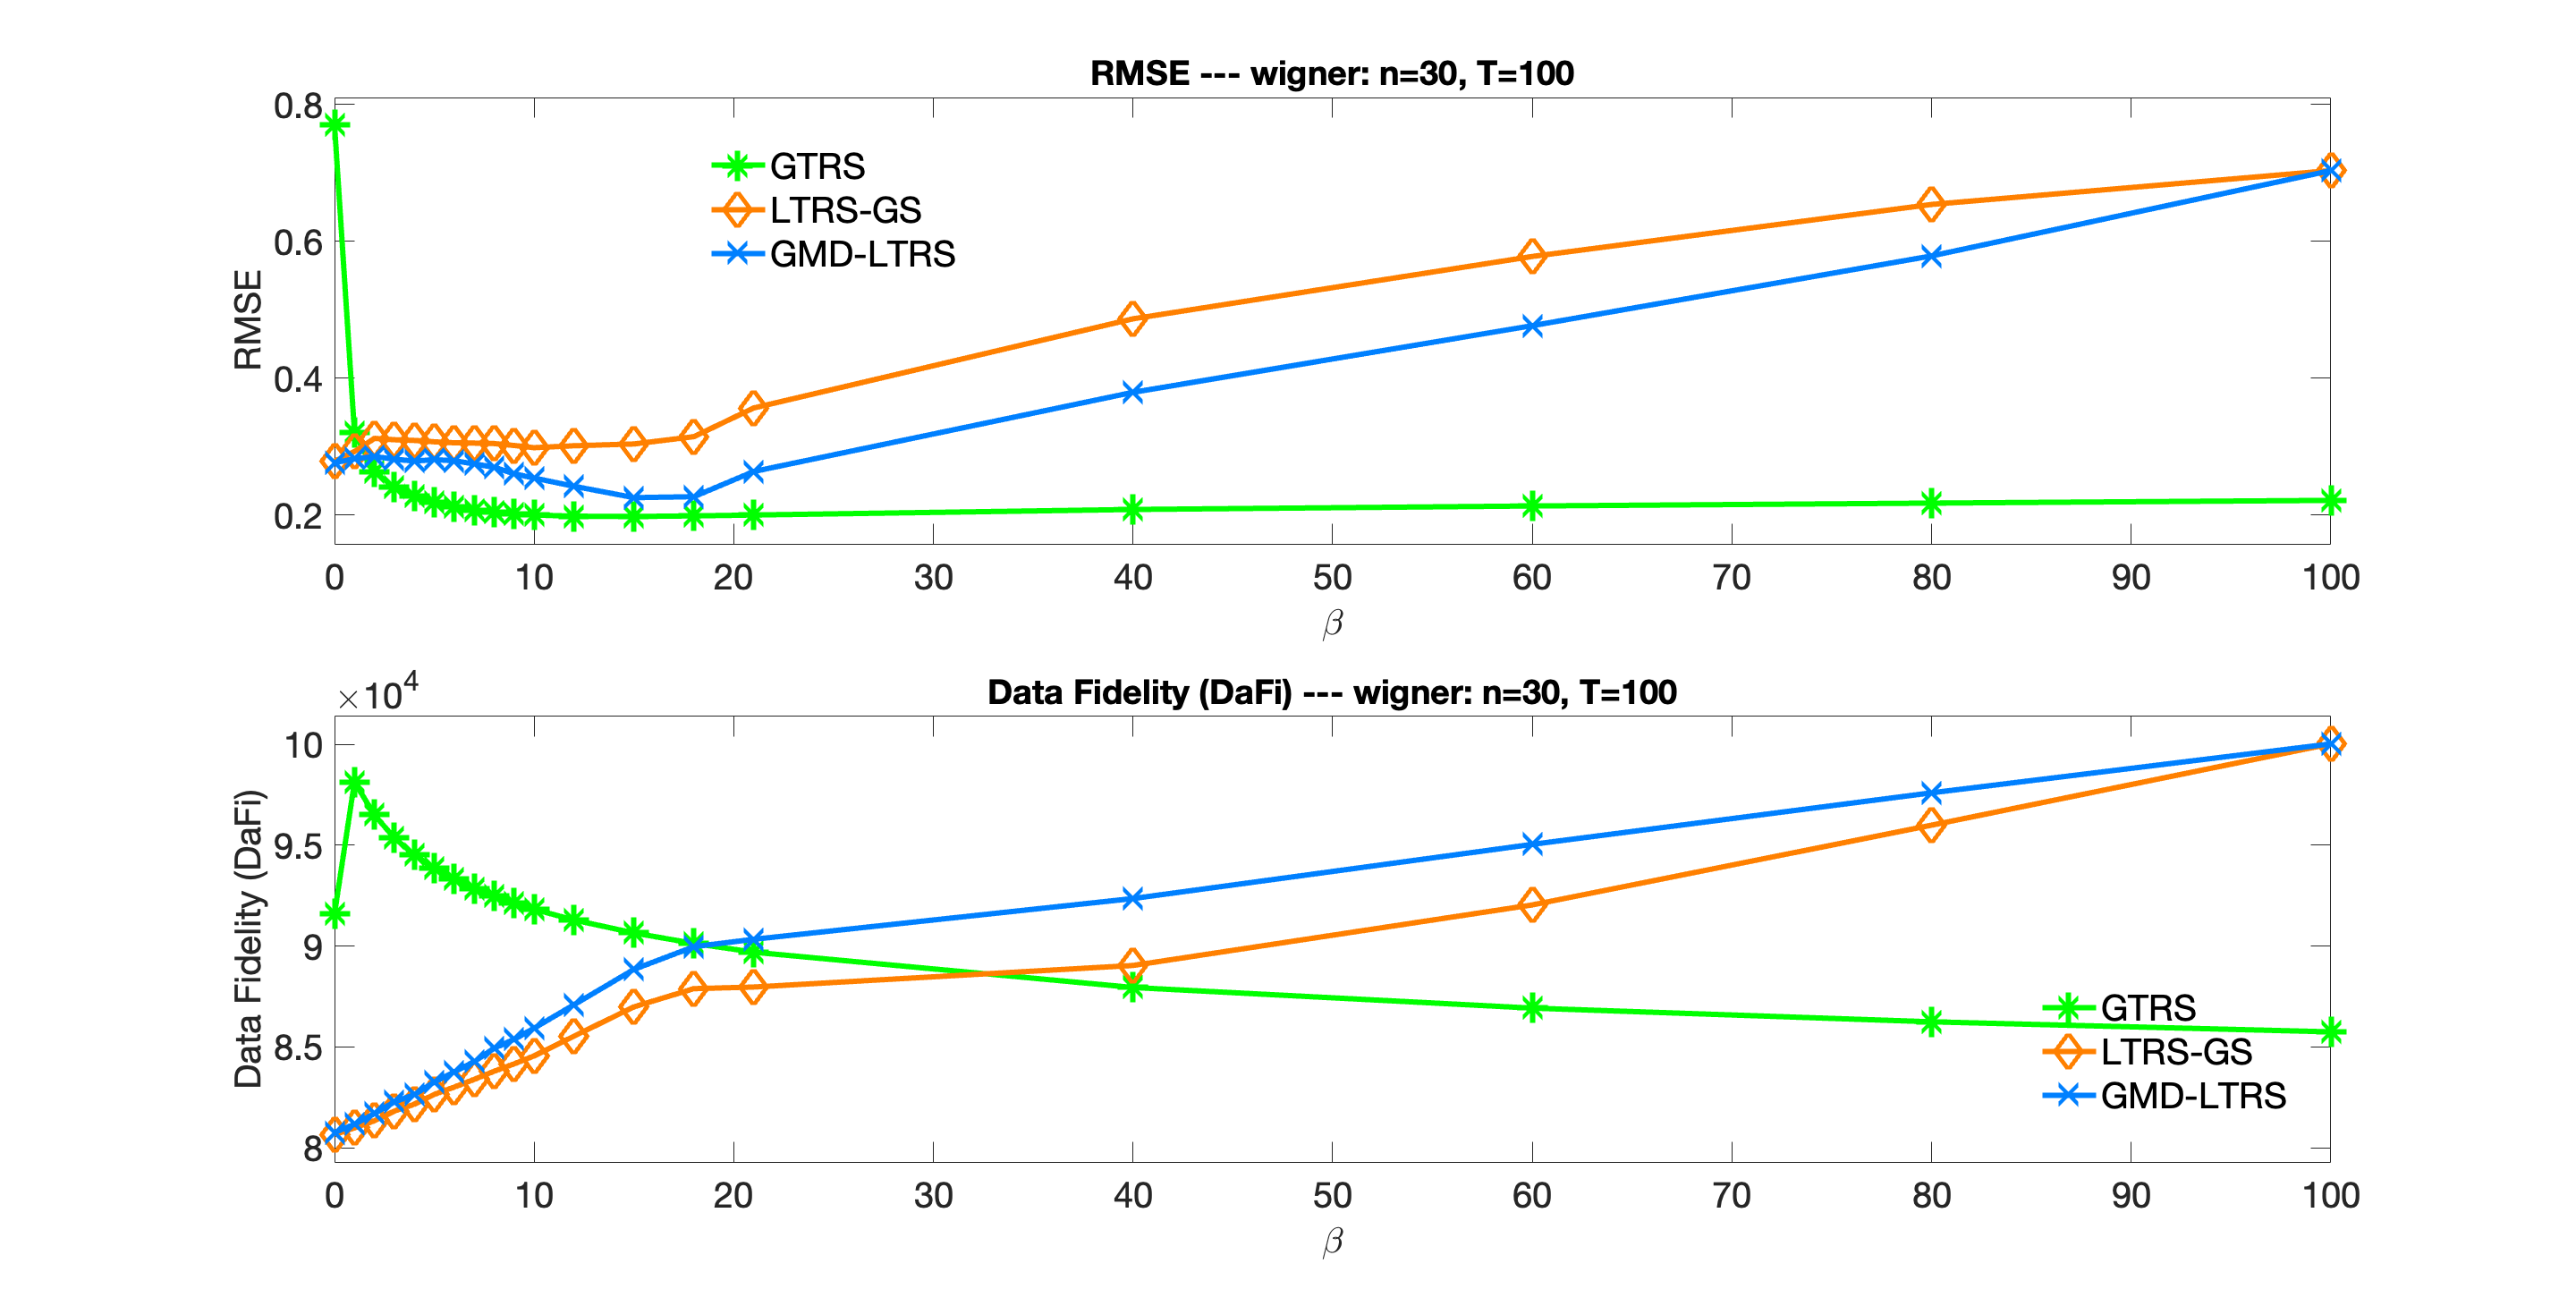 RMSE --- wigner: n=30, T=100
RMSE
0.8
0.6
0.4
0.2
GTRS
LTRS-GS
GMD-LTRS
0 10 20 30 40 50 60 70 80 90 100
β
Data Fidelity (DaFi) --- wigner: n=30, T=100
×10^4
Data Fidelity (DaFi)
10
9.5
9
8.5
8
GTRS
LTRS-GS
GMD-LTRS
0 10 20 30 40 50 60 70 80 90 100
β